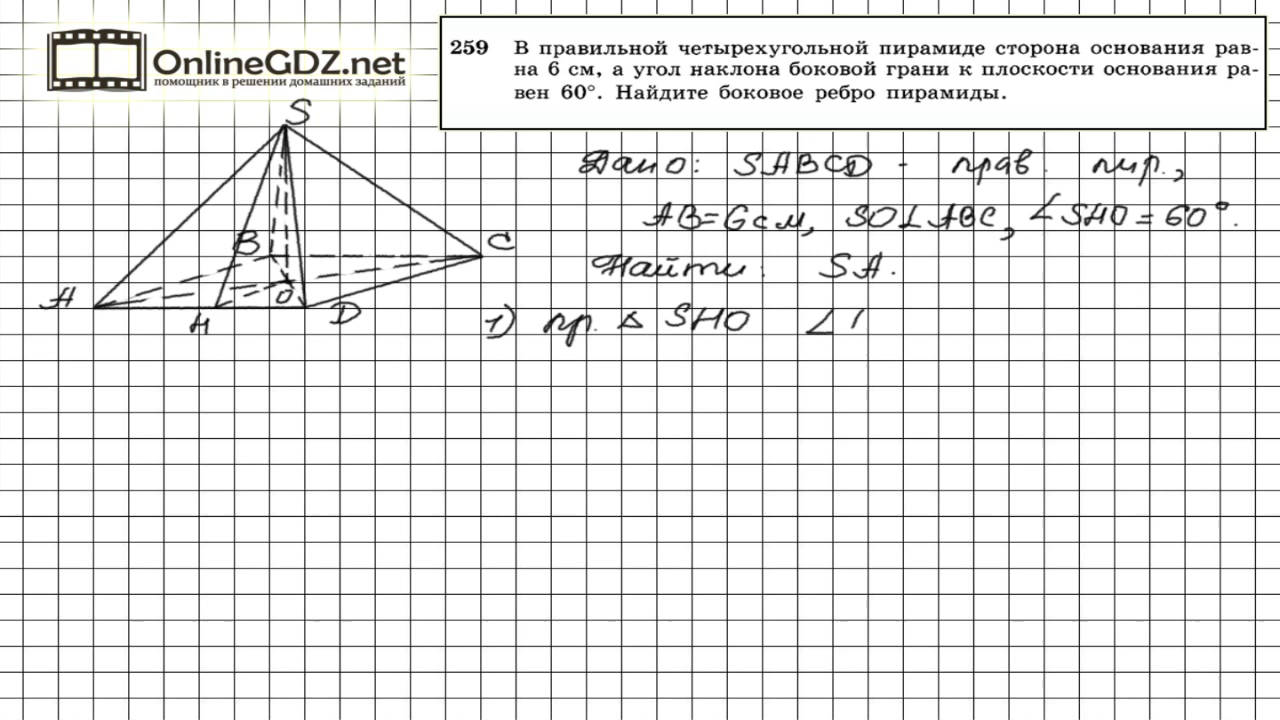 OnlineGDZ.net
помощник в решении домашних заданий
259 В правильной четырехугольной пирамиде сторона основания рав-
на 6 см, а угол наклона боковой грани к плоскости основания ра-
вен 60°. Найдите боковое ребро пирамиды.
Дано: SABCD - прав. пир.,
AB=6см, SO⊥ABC, ∠SHO=60°.
Найти: SA.
1) пр. △ SHO ∠
S
B
C
A
O
H
D